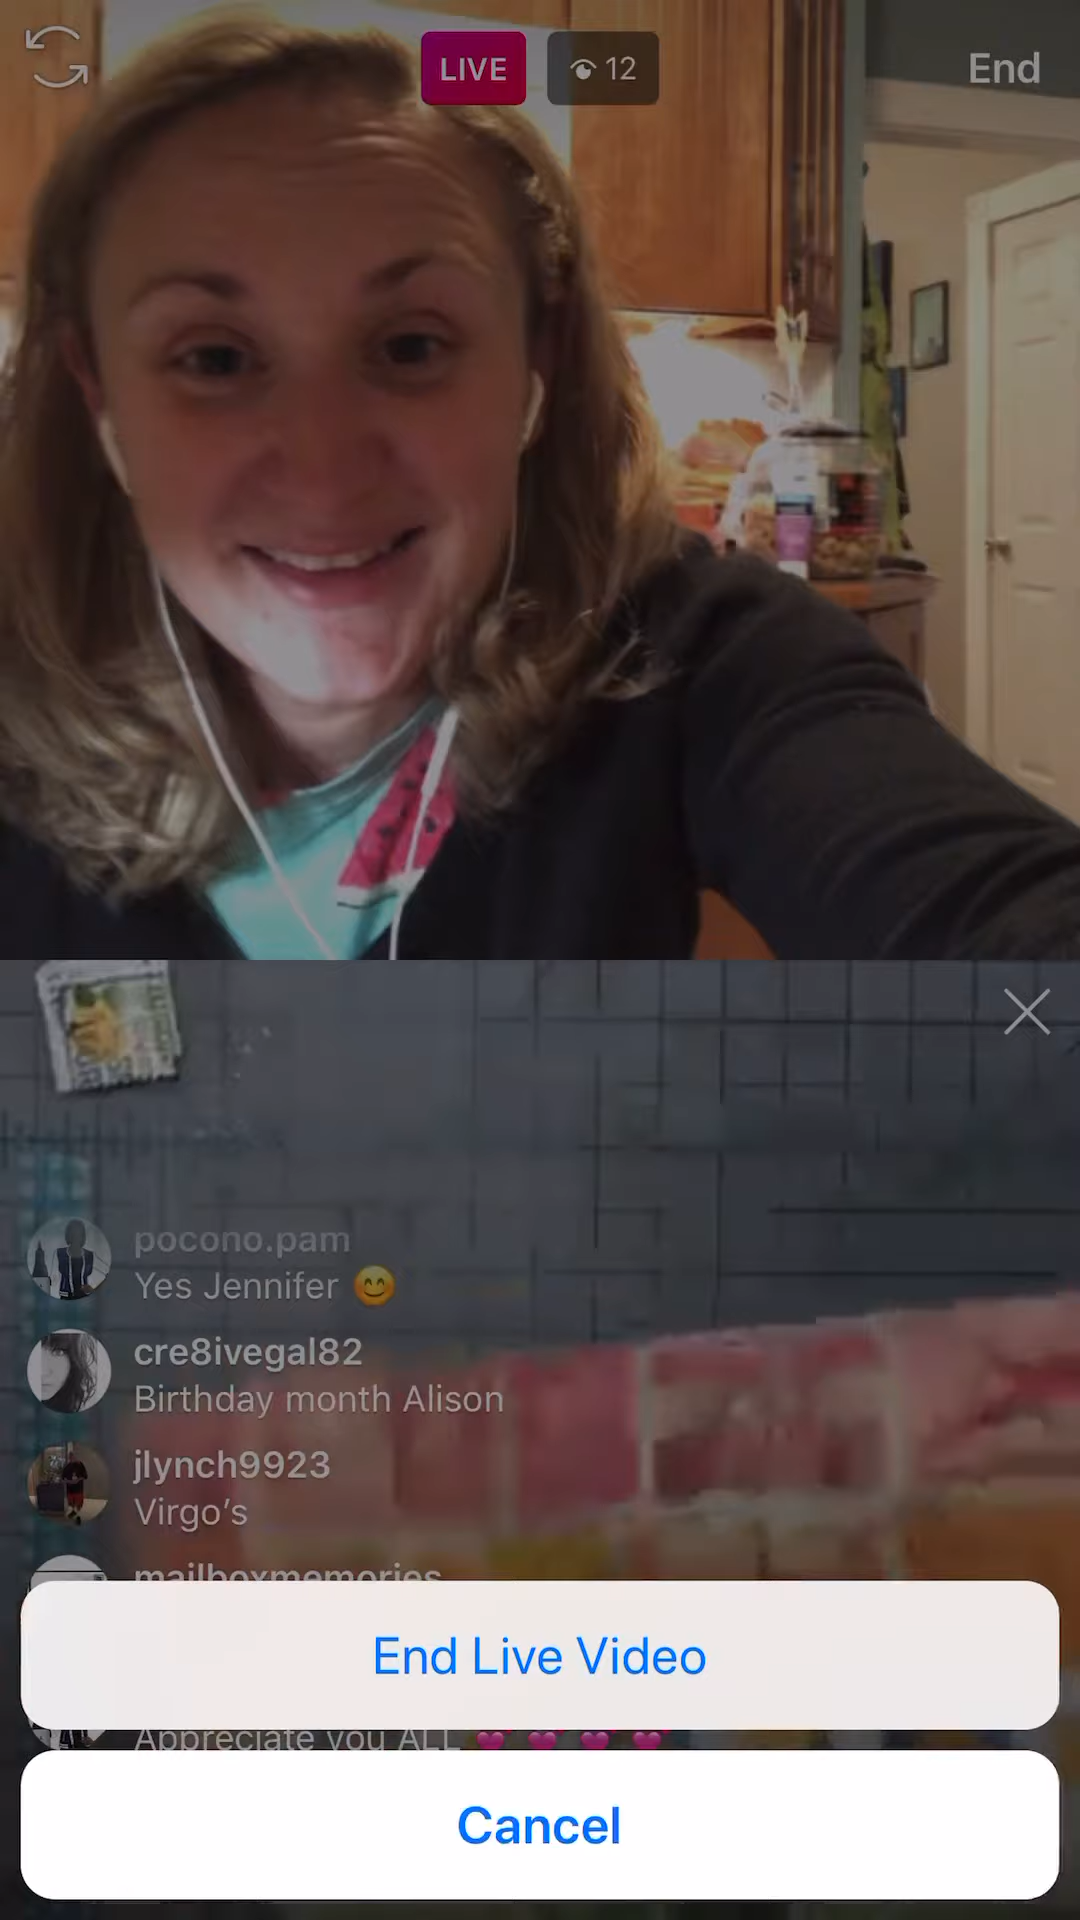 LIVE
12
End
pocono.pam
Yes Jennifer 😊
cre8ivegal82
Birthday month Alison
jlynch9923
Virgo's
mailboxmemories
End Live Video
Appreciate you ALL 💕 💕 💕 💕
Cancel